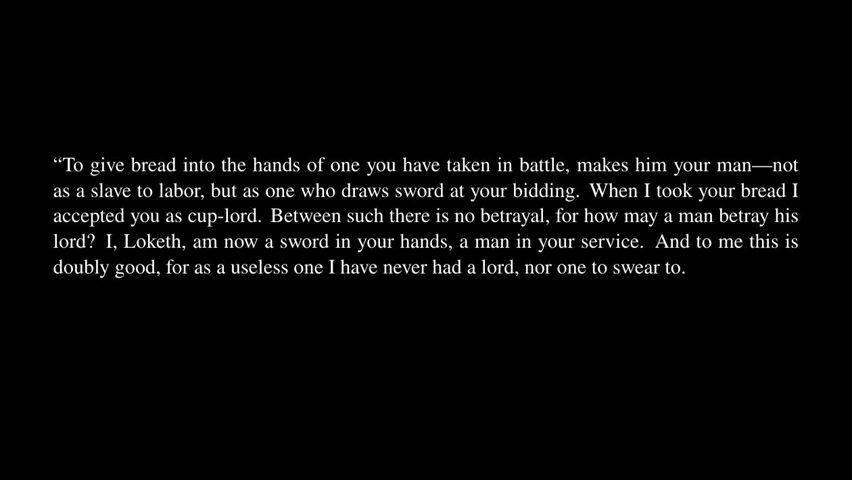 “To give bread into the hands of one you have taken in battle, makes him your man—not
as a slave to labor, but as one who draws sword at your bidding. When I took your bread I
accepted you as cup-lord. Between such there is no betrayal, for how may a man betray his
lord? I, Loketh, am now a sword in your hands, a man in your service. And to me this is
doubly good, for as a useless one I have never had a lord, nor one to swear to.